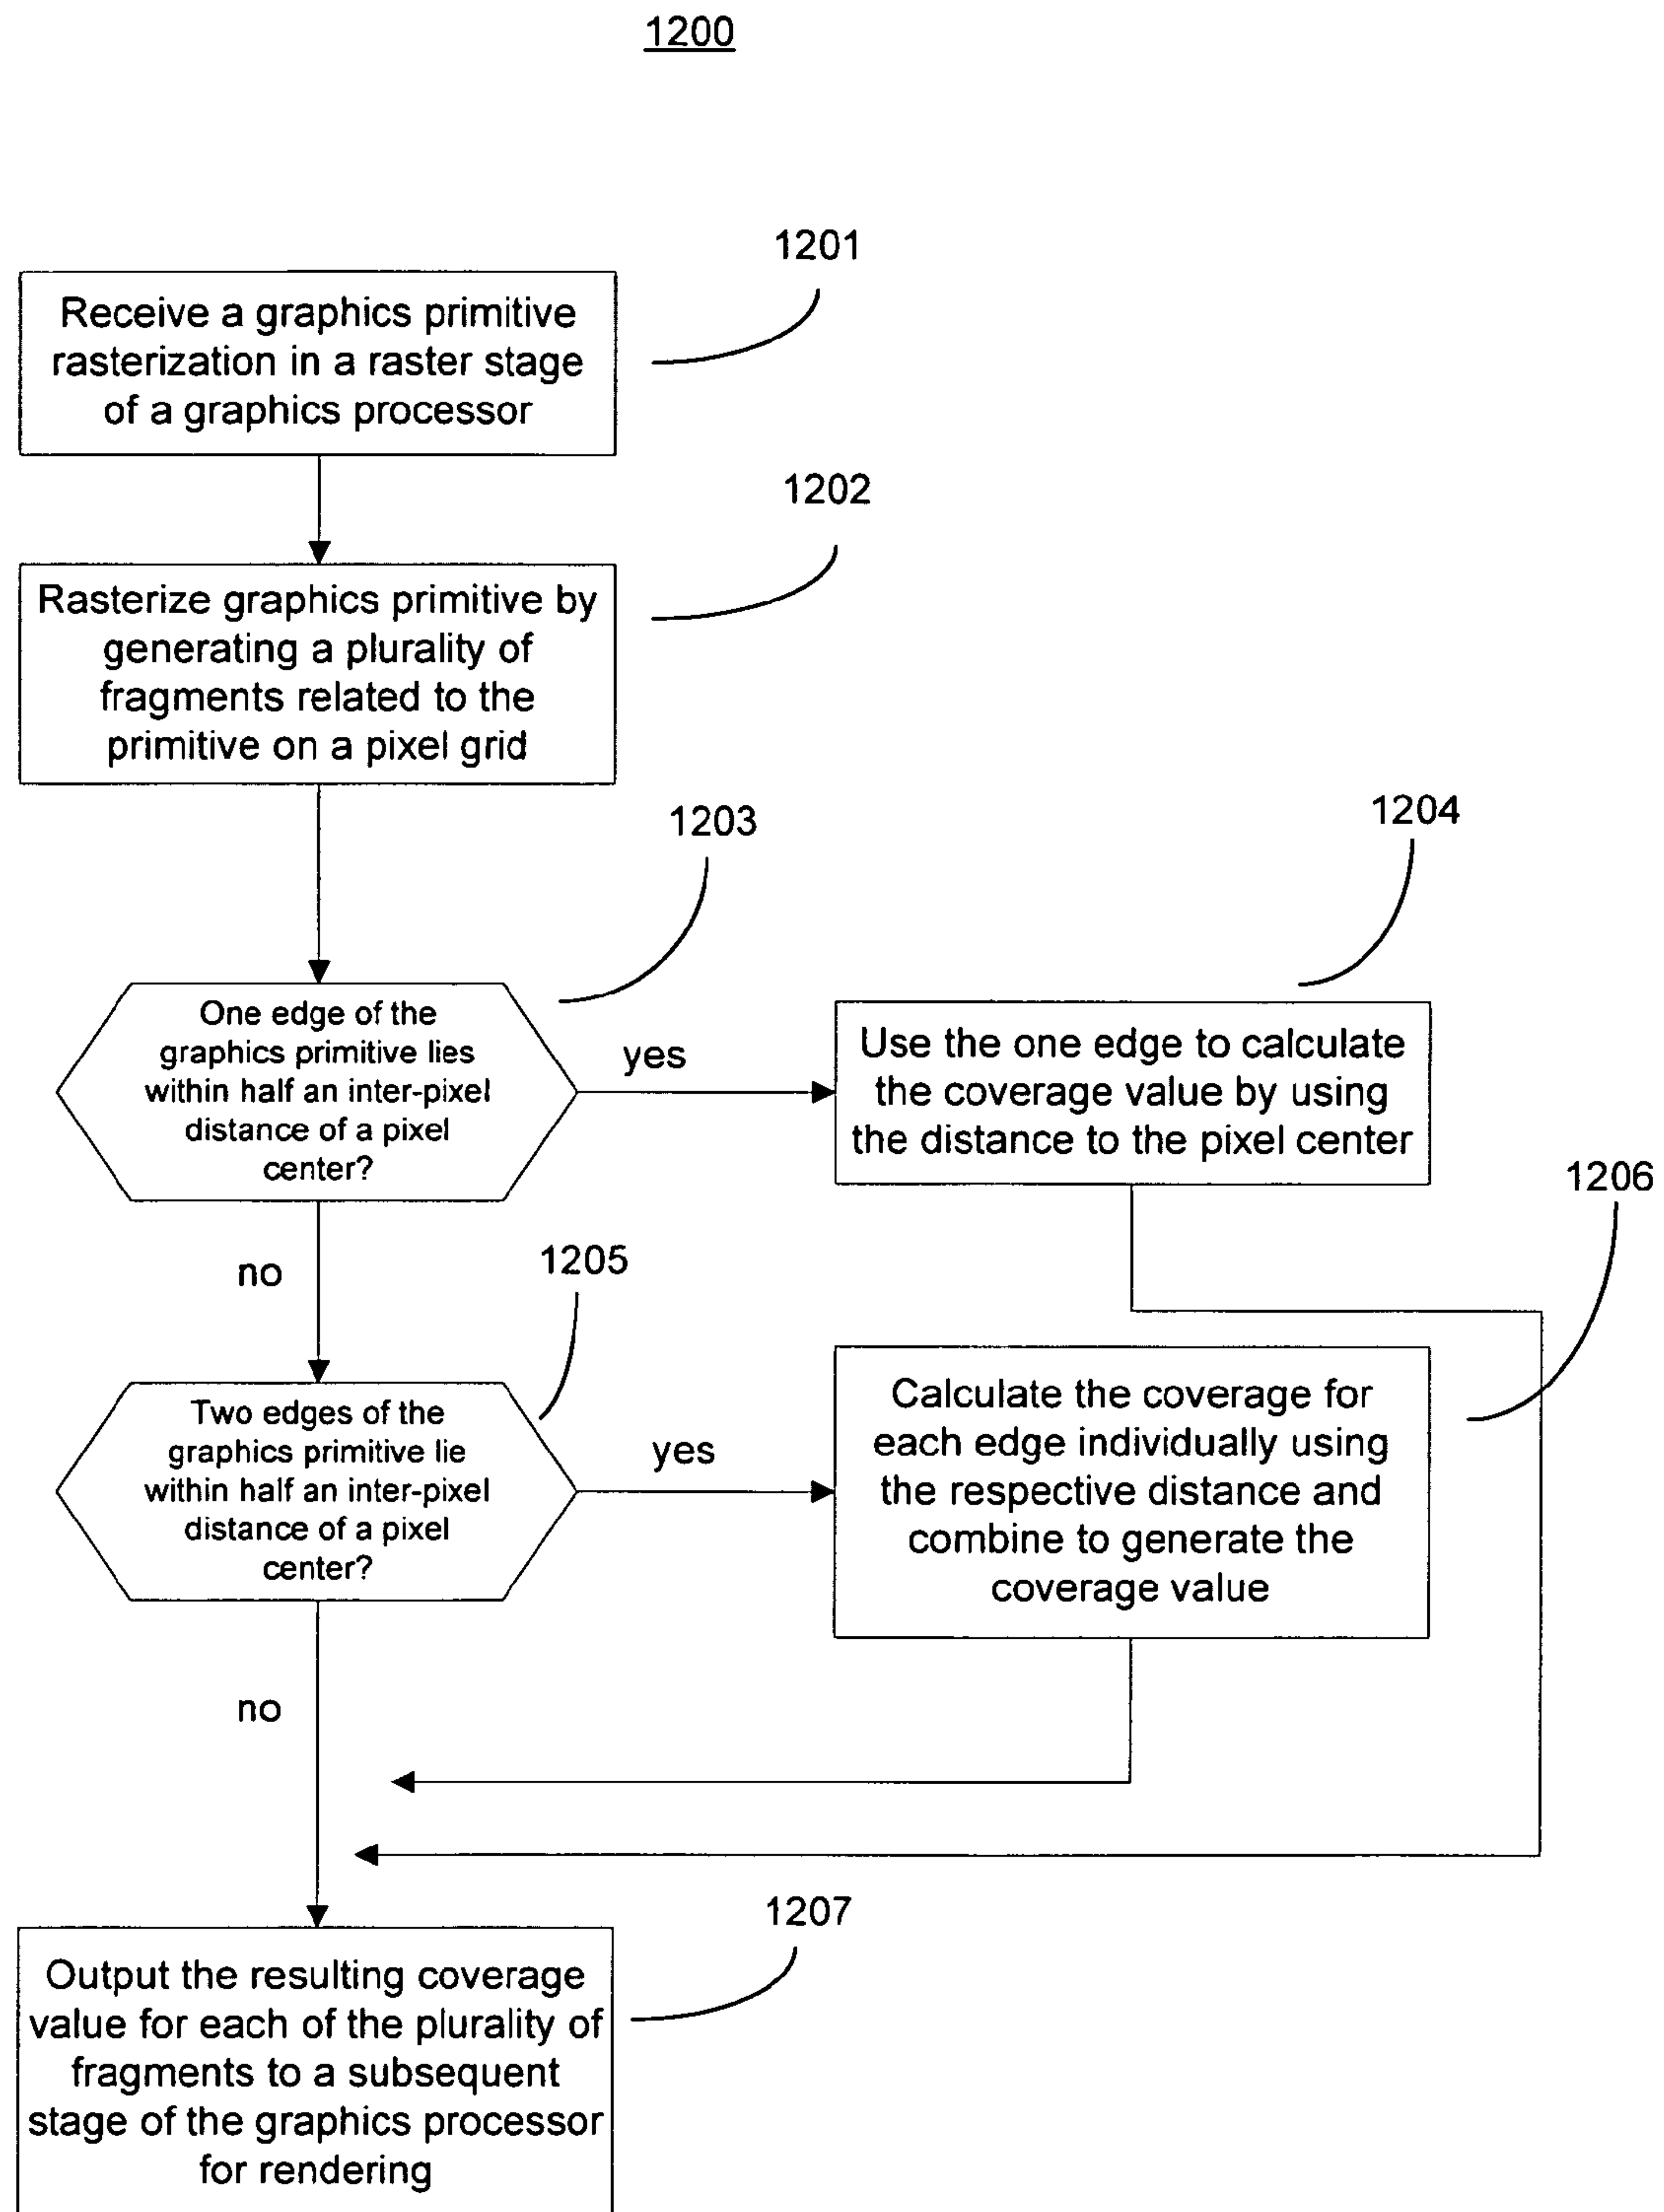 1200
1201
Receive a graphics primitive
rasterization in a raster stage
of a graphics processor
1202
Rasterize graphics primitive by
generating a plurality of
fragments related to the
primitive on a pixel grid
1203
One edge of the
graphics primitive lies
within half an inter-pixel
distance of a pixel
center?
yes
1204
Use the one edge to calculate
the coverage value by using
the distance to the pixel center
no
1205
Two edges of the
graphics primitive lie
within half an inter-pixel
distance of a pixel
center?
yes
1206
Calculate the coverage for
each edge individually using
the respective distance and
combine to generate the
coverage value
no
1207
Output the resulting coverage
value for each of the plurality of
fragments to a subsequent
stage of the graphics processor
for rendering